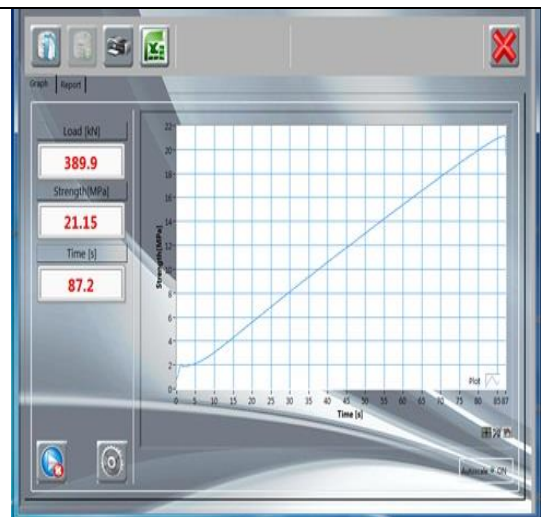 Graph Report
Load [kN]
389.9
Strength(MPa)
21.15
Time [s]
87.2
Strength[MPa]
22
20
18
16
14
12
10
8
6
4
2
0
0 5 10 15 20 25 30 35 40 45 50 55 60 65 70 75 80 85 87
Time [s]
Plot
Autoscale ON